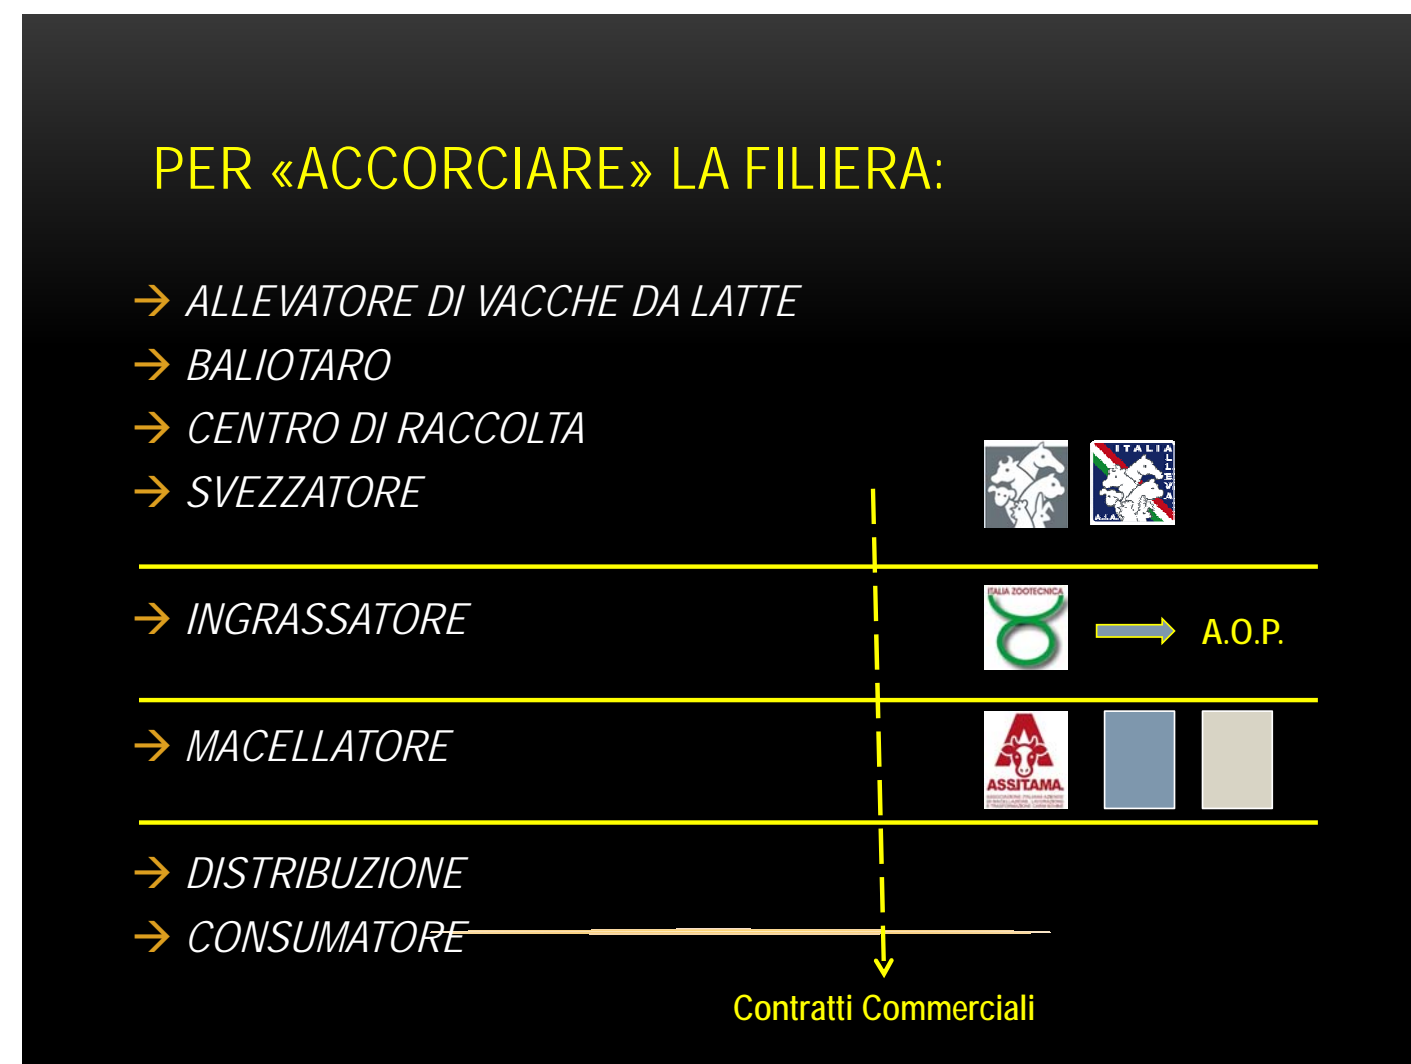 PER «ACCORCIARE» LA FILIERA:
ALLEVATORE DI VACCHE DA LATTE
BALIOTARO
CENTRO DI RACCOLTA
SVEZZATORE
ITALIA
ALLEVA
A.I.A.
INGRASSATORE
ITALIA ZOOTECNICA
A.O.P.
MACELLATORE
ASSITAMA
DISTRIBUZIONE
CONSUMATORE
Contratti Commerciali